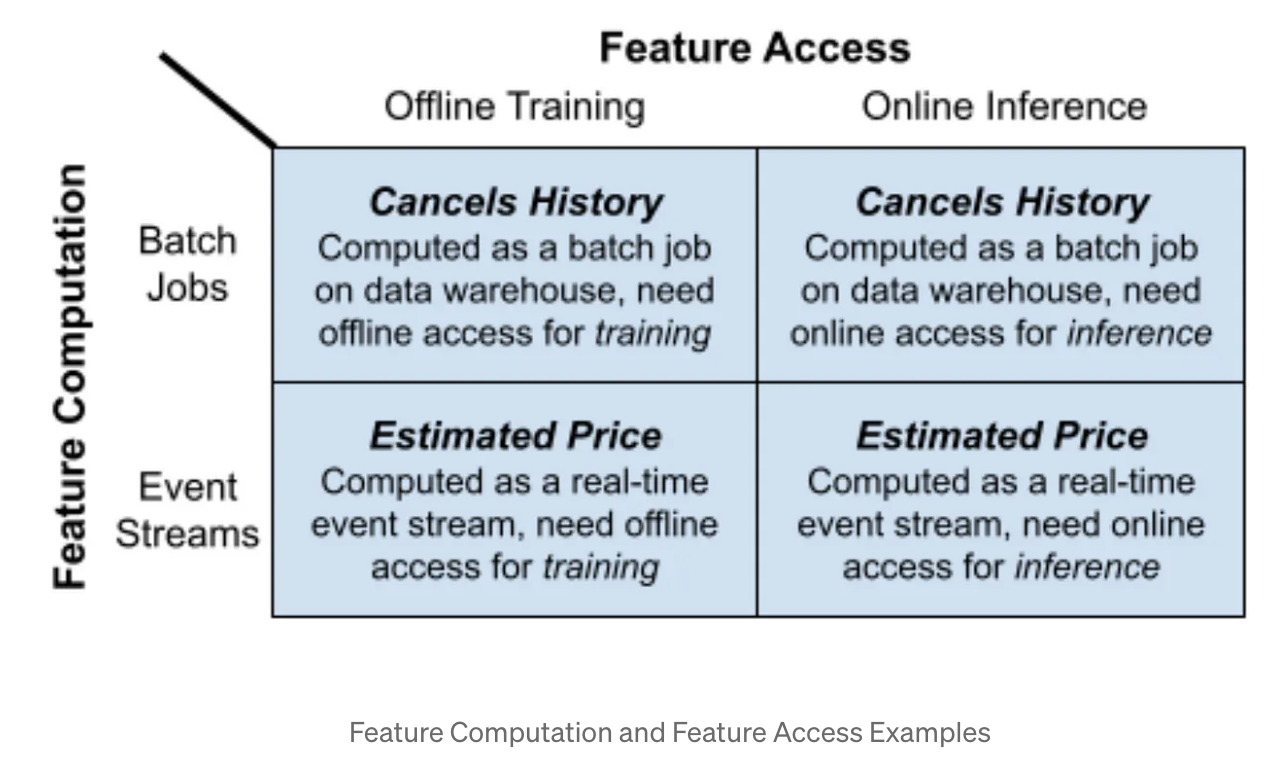 Feature Access
Offline Training
Online Inference
Feature Computation
Batch
Jobs
Cancels History
Computed as a batch job
on data warehouse, need
offline access for training
Cancels History
Computed as a batch job
on data warehouse, need
online access for inference
Event
Streams
Estimated Price
Computed as a real-time
event stream, need offline
access for training
Estimated Price
Computed as a real-time
event stream, need online
access for inference
Feature Computation and Feature Access Examples